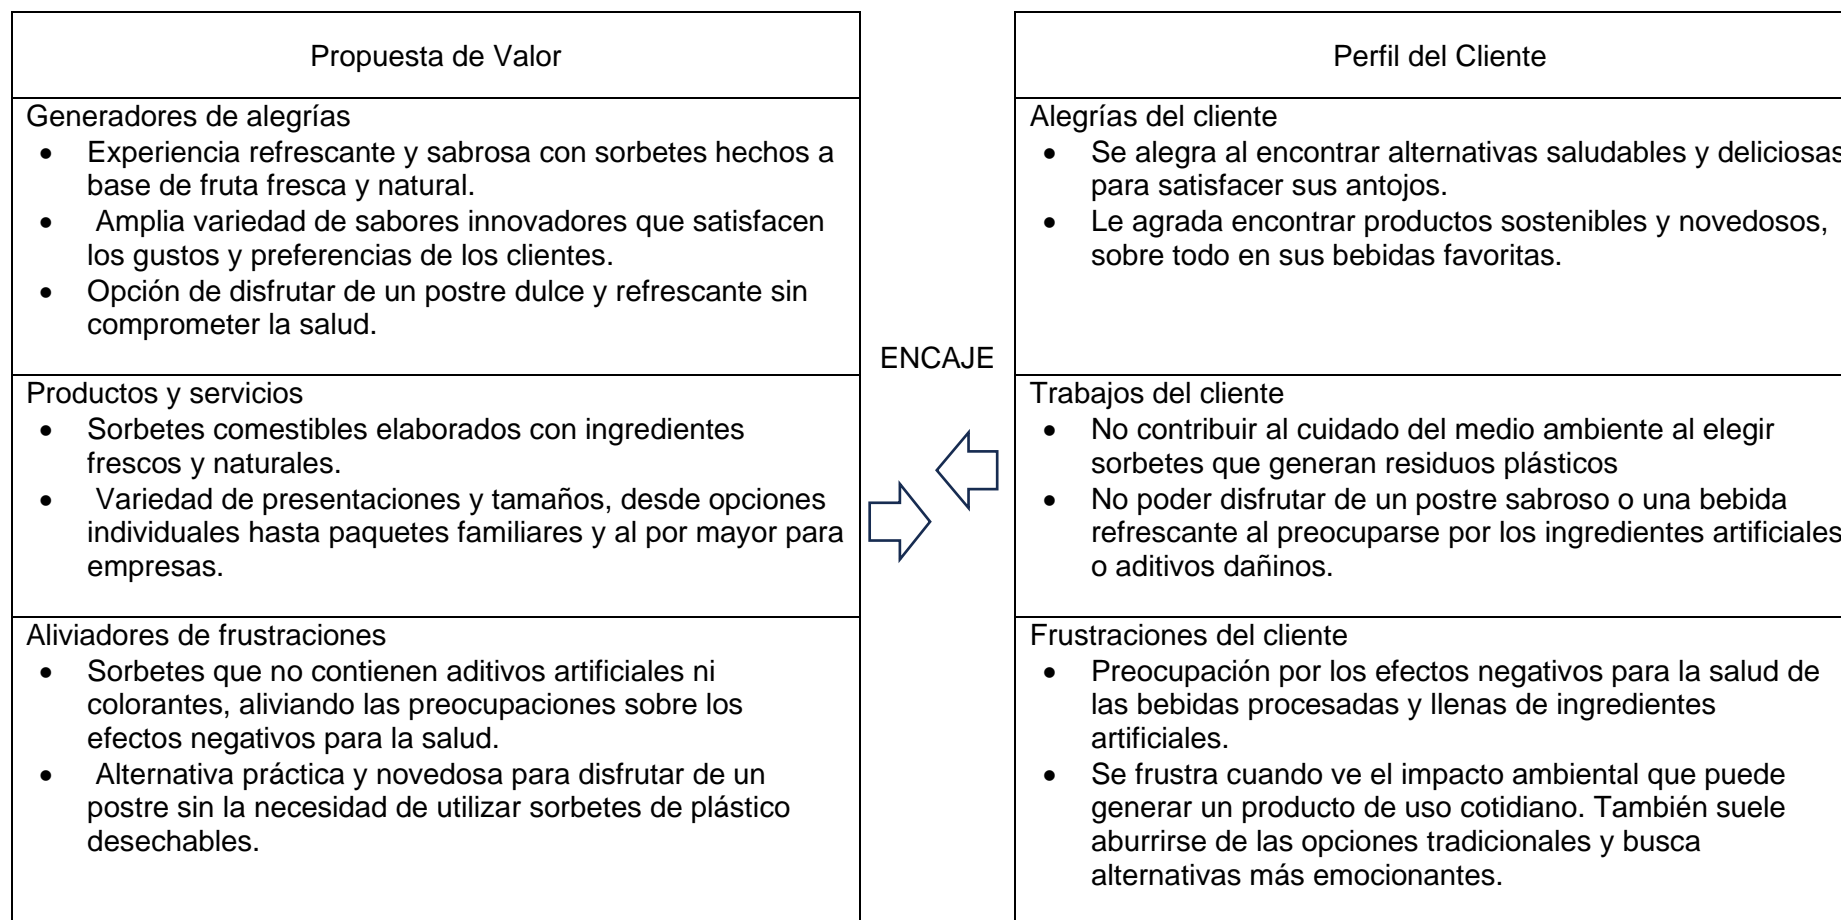 Propuesta de Valor
Generadores de alegrías
• Experiencia refrescante y sabrosa con sorbetes hechos a
base de fruta fresca y natural.
• Amplia variedad de sabores innovadores que satisfacen
los gustos y preferencias de los clientes.
• Opción de disfrutar de un postre dulce y refrescante sin
comprometer la salud.
Productos y servicios
• Sorbetes comestibles elaborados con ingredientes
frescos y naturales.
• Variedad de presentaciones y tamaños, desde opciones
individuales hasta paquetes familiares y al por mayor para
empresas.
Aliviadores de frustraciones
• Sorbetes que no contienen aditivos artificiales ni
colorantes, aliviando las preocupaciones sobre los
efectos negativos para la salud.
• Alternativa práctica y novedosa para disfrutar de un
postre sin la necesidad de utilizar sorbetes de plástico
desechables.
ENCAJE
Perfil del Cliente
Alegrías del cliente
• Se alegra al encontrar alternativas saludables y deliciosas
para satisfacer sus antojos.
• Le agrada encontrar productos sostenibles y novedosos,
sobre todo en sus bebidas favoritas.
Trabajos del cliente
• No contribuir al cuidado del medio ambiente al elegir
sorbetes que generan residuos plásticos
• No poder disfrutar de un postre sabroso o una bebida
refrescante al preocuparse por los ingredientes artificiales
o aditivos dañinos.
Frustraciones del cliente
• Preocupación por los efectos negativos para la salud de
las bebidas procesadas y llenas de ingredientes
artificiales.
• Se frustra cuando ve el impacto ambiental que puede
generar un producto de uso cotidiano. También suele
aburrirse de las opciones tradicionales y busca
alternativas más emocionantes.